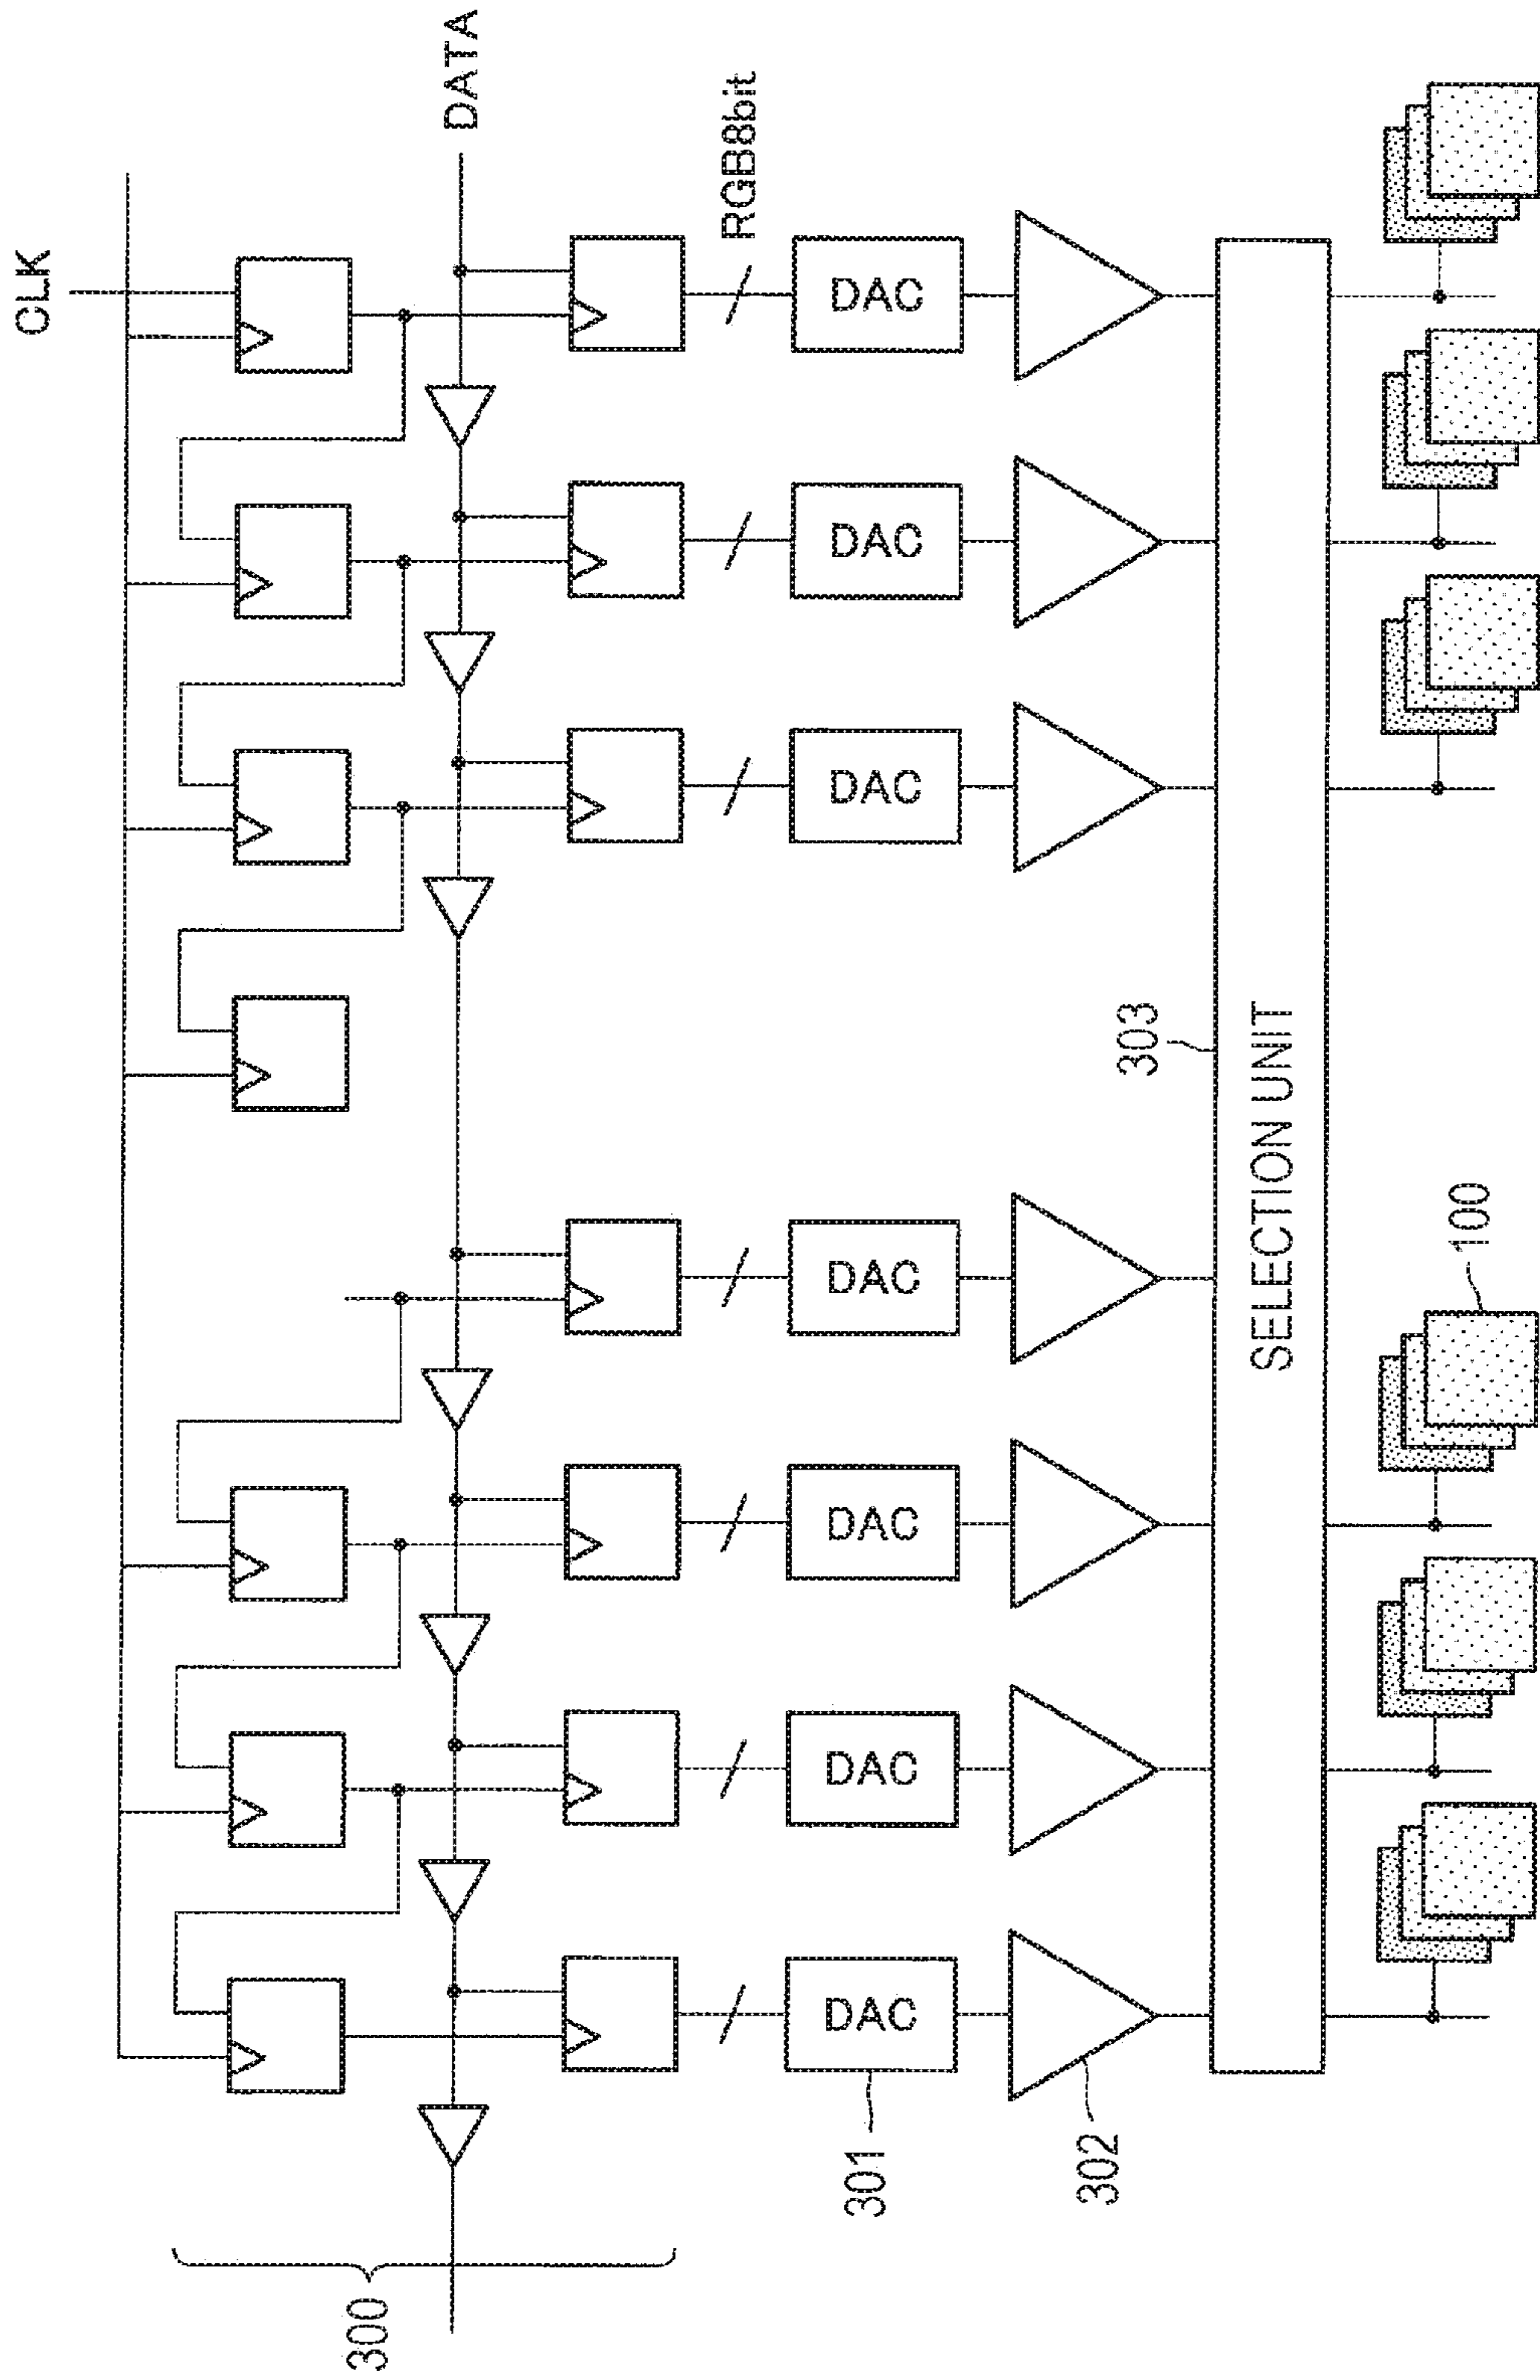 CLK
DATA
RGB8bit
DAC
DAC
DAC
DAC
DAC
DAC
DAC
301
302
303
SELECTION UNIT
100
300